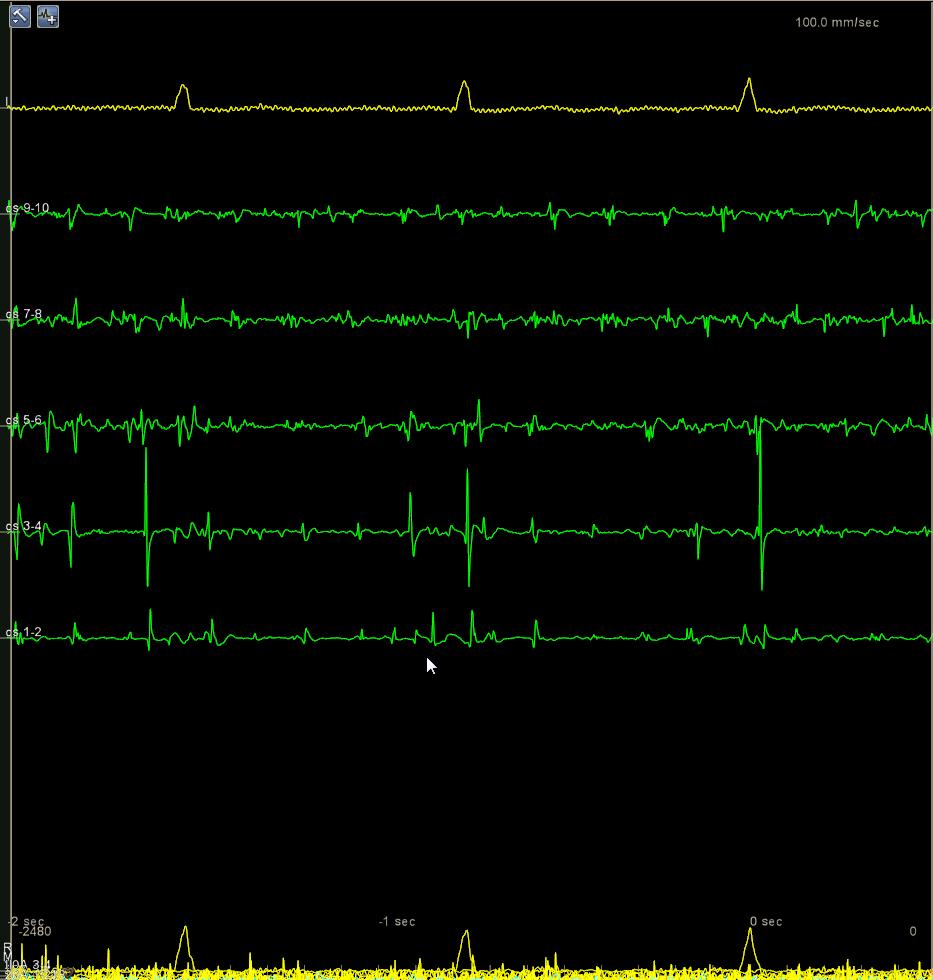 100.0 mm/sec
I
cs 9-10
cs 7-8
cs 5-6
cs 3-4
cs 1-2
-2 sec
-1 sec
0 sec
-2480
0